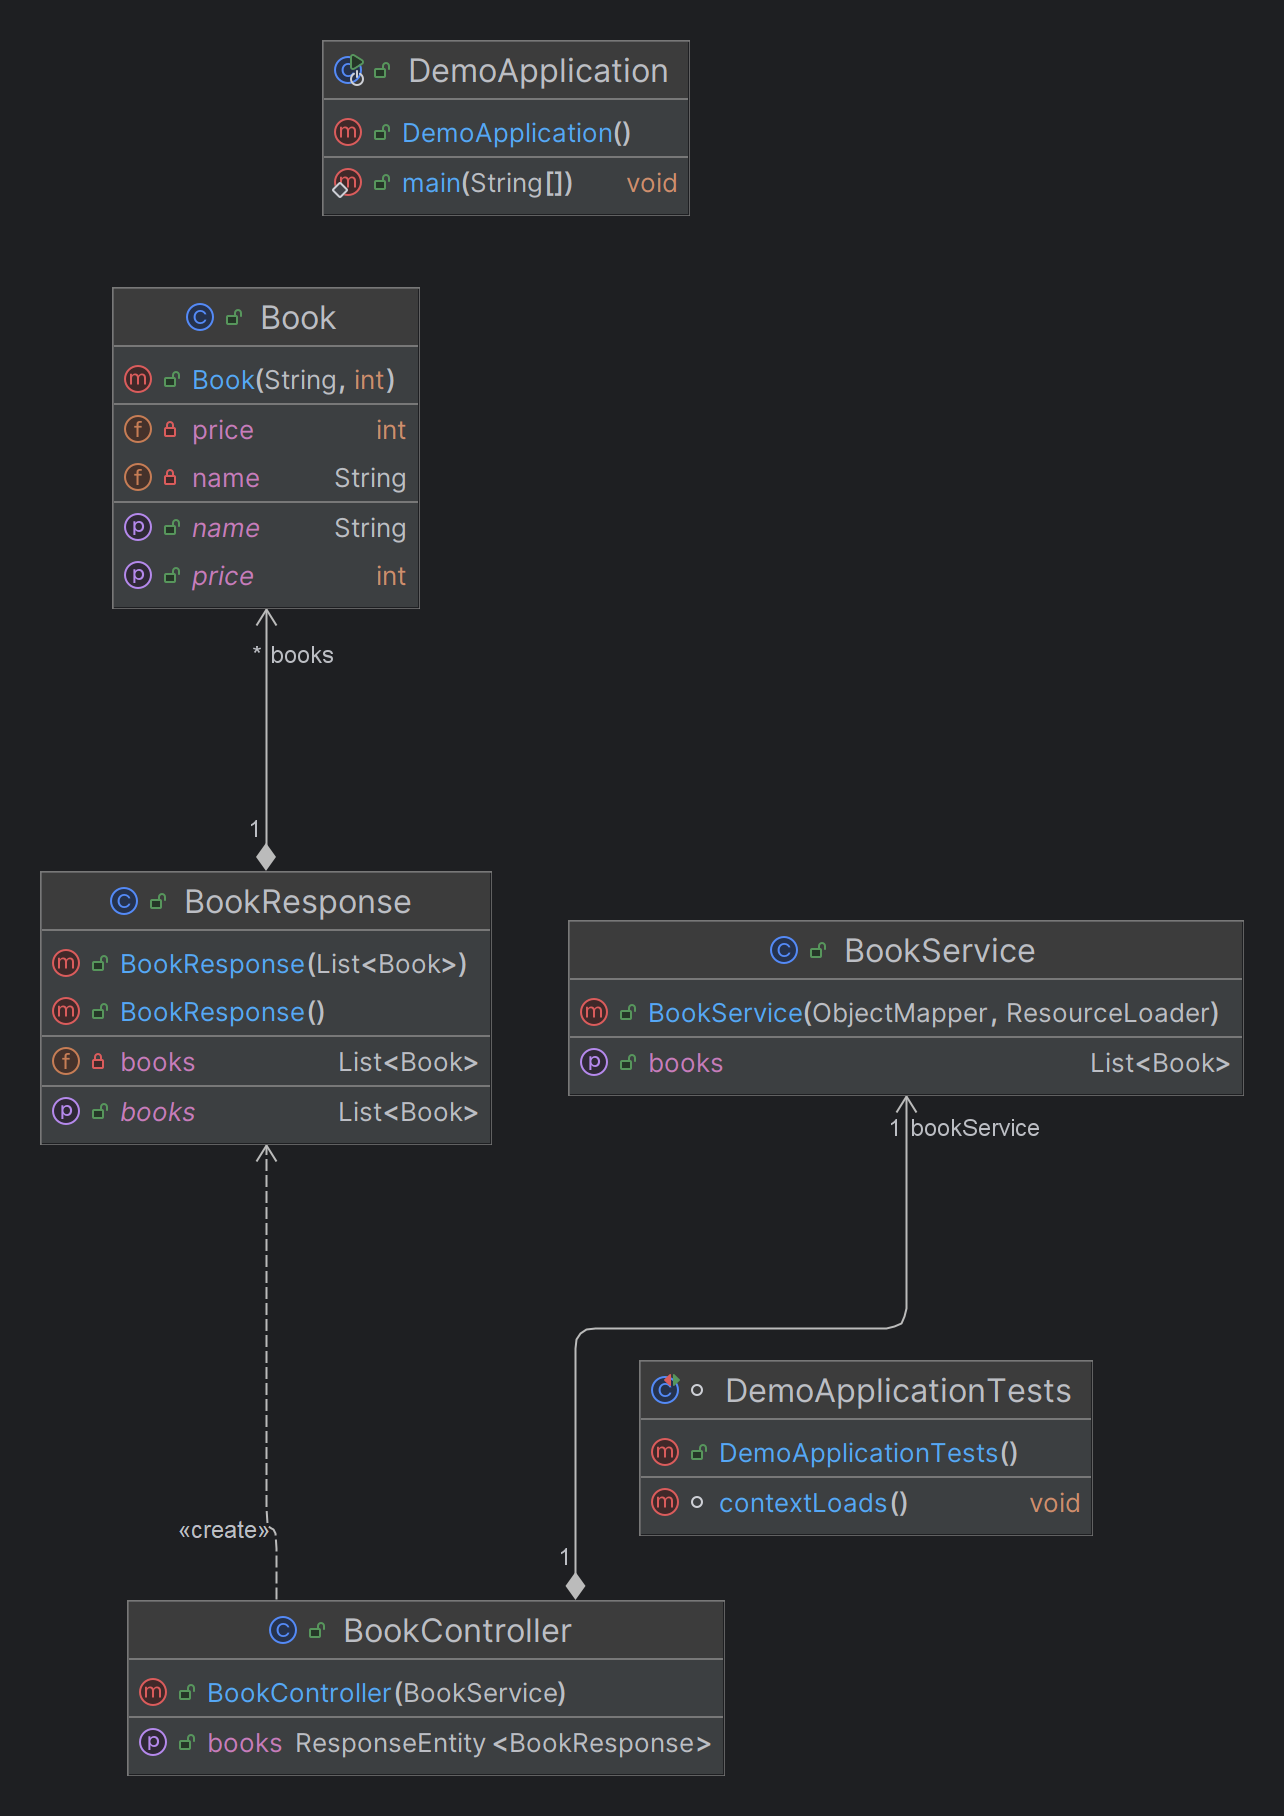 DemoApplication
DemoApplication()
main(String[]) void
Book
Book(String, int)
price int
name String
name String
price int
* books
1
BookResponse
BookResponse(List<Book>)
BookResponse()
books List<Book>
books List<Book>
BookService
BookService(ObjectMapper, ResourceLoader)
books List<Book>
1 bookService
DemoApplicationTests
DemoApplicationTests()
contextLoads() void
«create»
1
BookController
BookController(BookService)
books ResponseEntity<BookResponse>